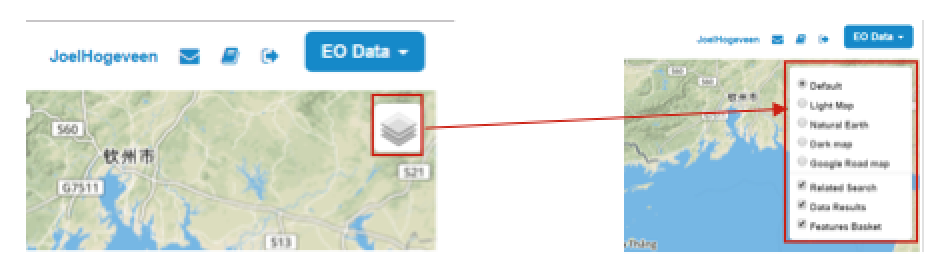 JoelHogeveen
EO Data
S60
钦州市
G7511
S21
S13
JoelHogeveen
EO Data
S60
钦州市
Default
Light Map
Natural Earth
Dark map
Google Road map
Related Search
Data Results
Features Basket
Thăng